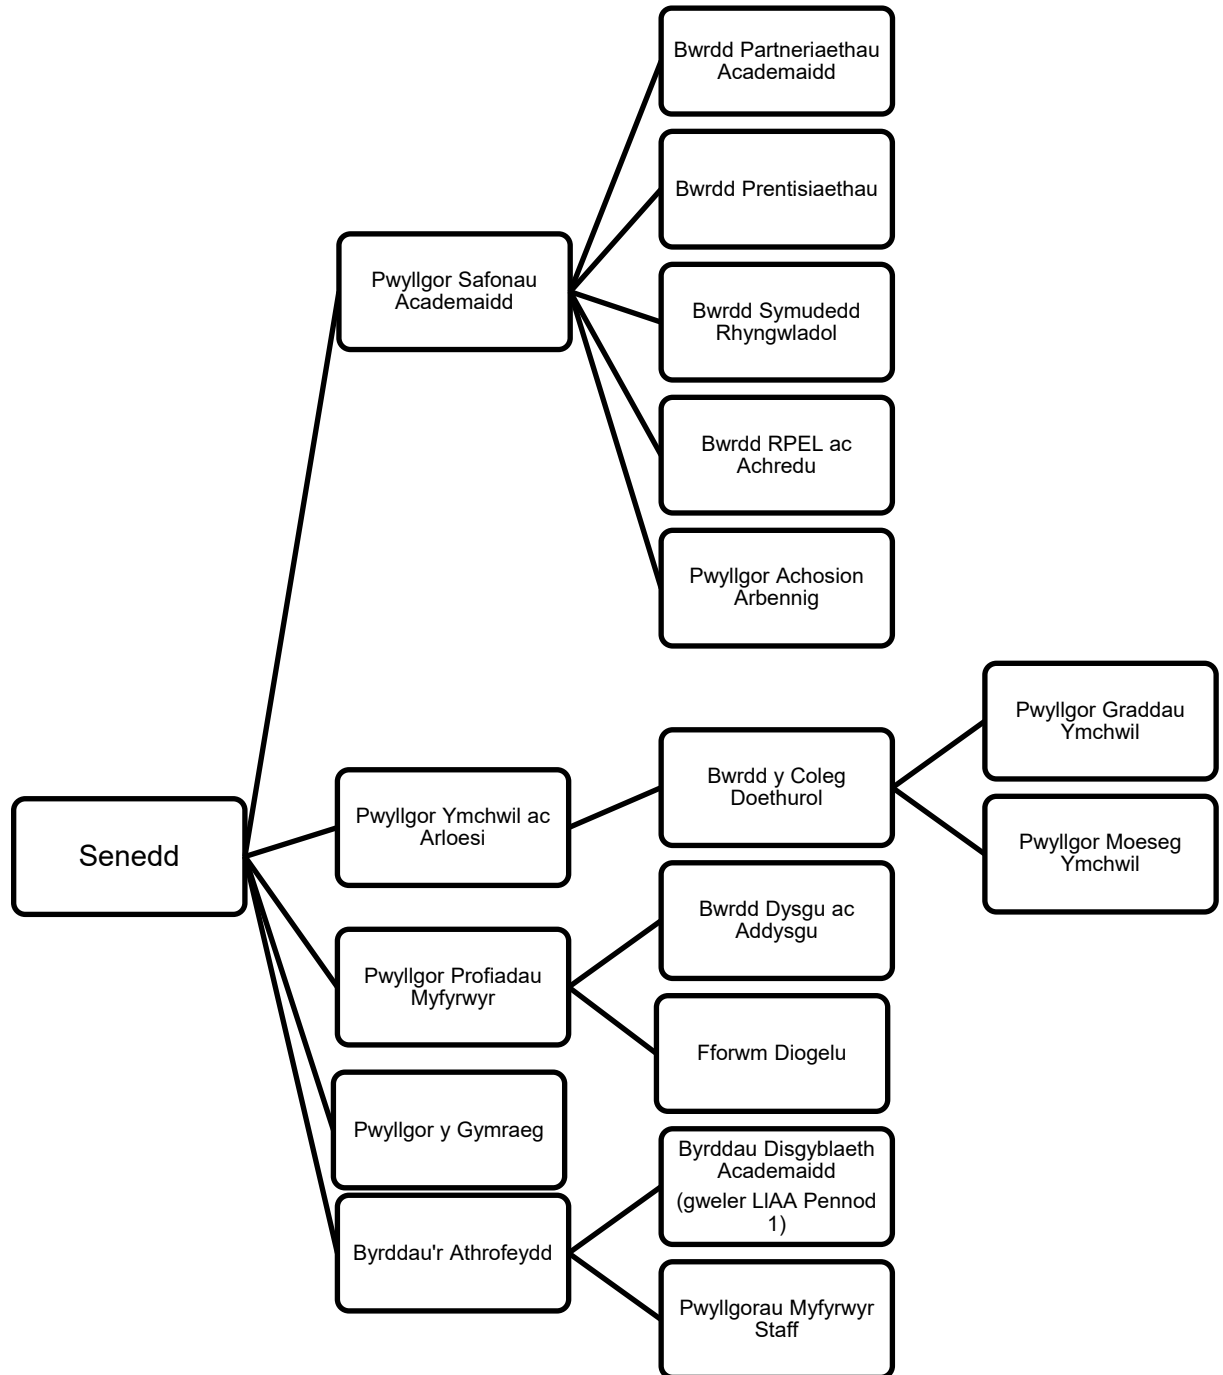 Bwrdd Partneriaethau
Academaidd
Bwrdd Prentisiaethau
Pwyllgor Safonau
Academaidd
Bwrdd Symudedd
Rhyngwladol
Bwrdd RPEL ac
Achredu
Pwyllgor Achosion
Arbennig
Pwyllgor Graddau
Ymchwil
Bwrdd y Coleg
Doethurol
Pwyllgor Ymchwil ac
Arloesi
Pwyllgor Moeseg
Ymchwil
Senedd
Bwrdd Dysgu ac
Addysgu
Pwyllgor Profiadau
Myfyrwyr
Fforwm Diogelu
Pwyllgor y Gymraeg
Byrddau Disgyblaeth
Academaidd
(gweler LlAA Pennod
1)
Byrddau'r Athrofeydd
Pwyllgorau Myfyrwyr
Staff